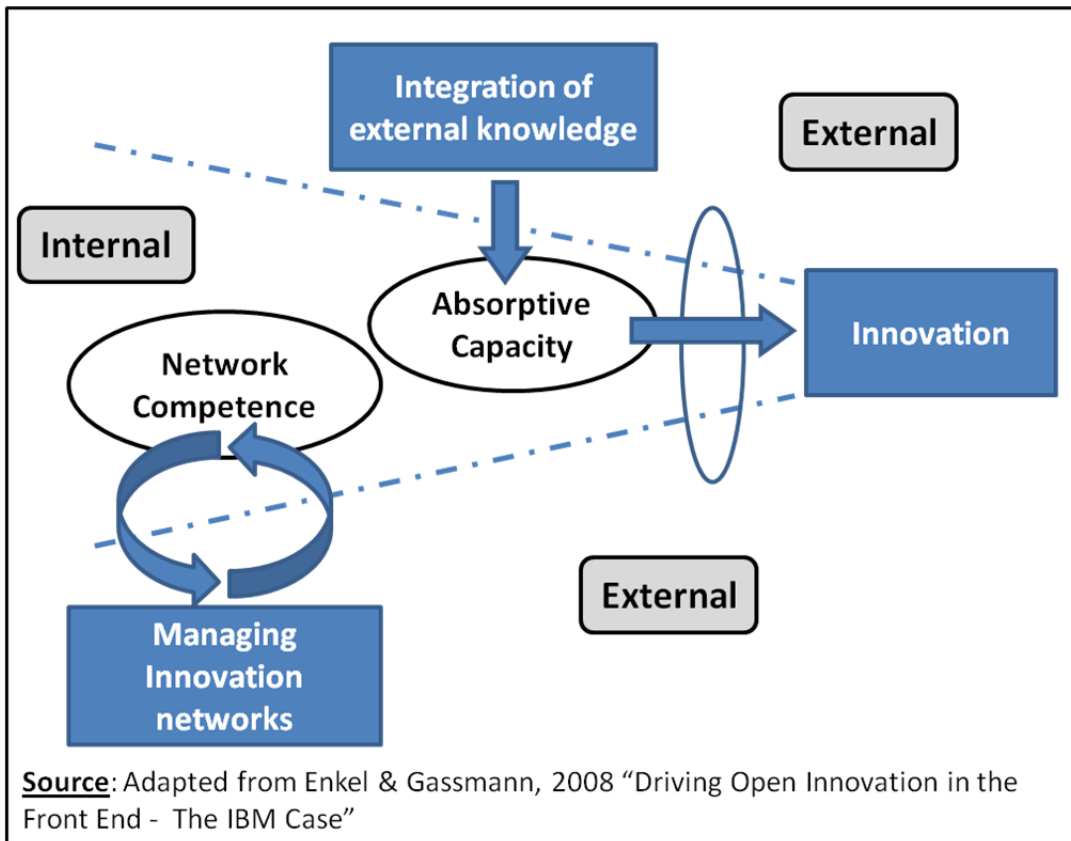 Integration of
external knowledge
External
Internal
Absorptive
Capacity
Innovation
Network
Competence
External
Managing
Innovation
networks
Source: Adapted from Enkel & Gassmann, 2008 “Driving Open Innovation in the
Front End - The IBM Case”